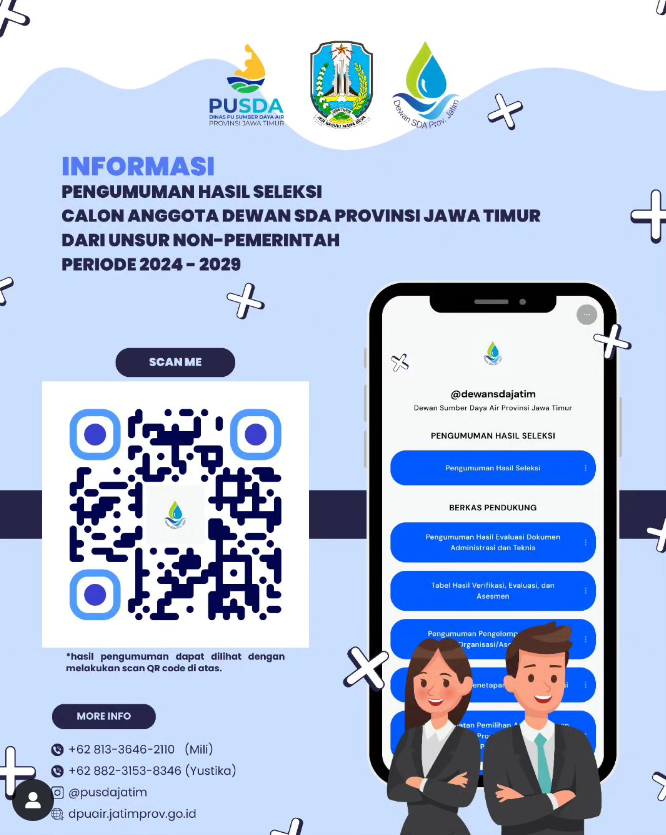 PUSDA
DINAS PU SUMBER DAYA AIR
PROVINSI JAWA TIMUR
Dewan SDA Prov. Jatim
INFORMASI
PENGUMUMAN HASIL SELEKSI
CALON ANGGOTA DEWAN SDA PROVINSI JAWA TIMUR
DARI UNSUR NON-PEMERINTAH
PERIODE 2024 - 2029
SCAN ME
*hasil pengumuman dapat dilihat dengan
melakukan scan QR code di atas.
MORE INFO
+62 813-3646-2110 (Mili)
+62 882-3153-8346 (Yustika)
@pusdajatim
dpuair.jatimprov.go.id
@dewansdajatim
Dewan Sumber Daya Air Provinsi Jawa Timur
PENGUMUMAN HASIL SELEKSI
Pengumuman Hasil Seleksi
BERKAS PENDUKUNG
Pengumuman Hasil Evaluasi Dokumen
Administrasi dan Teknis
Tabel Hasil Verifikasi, Evaluasi, dan
Asesmen
Pengumuman